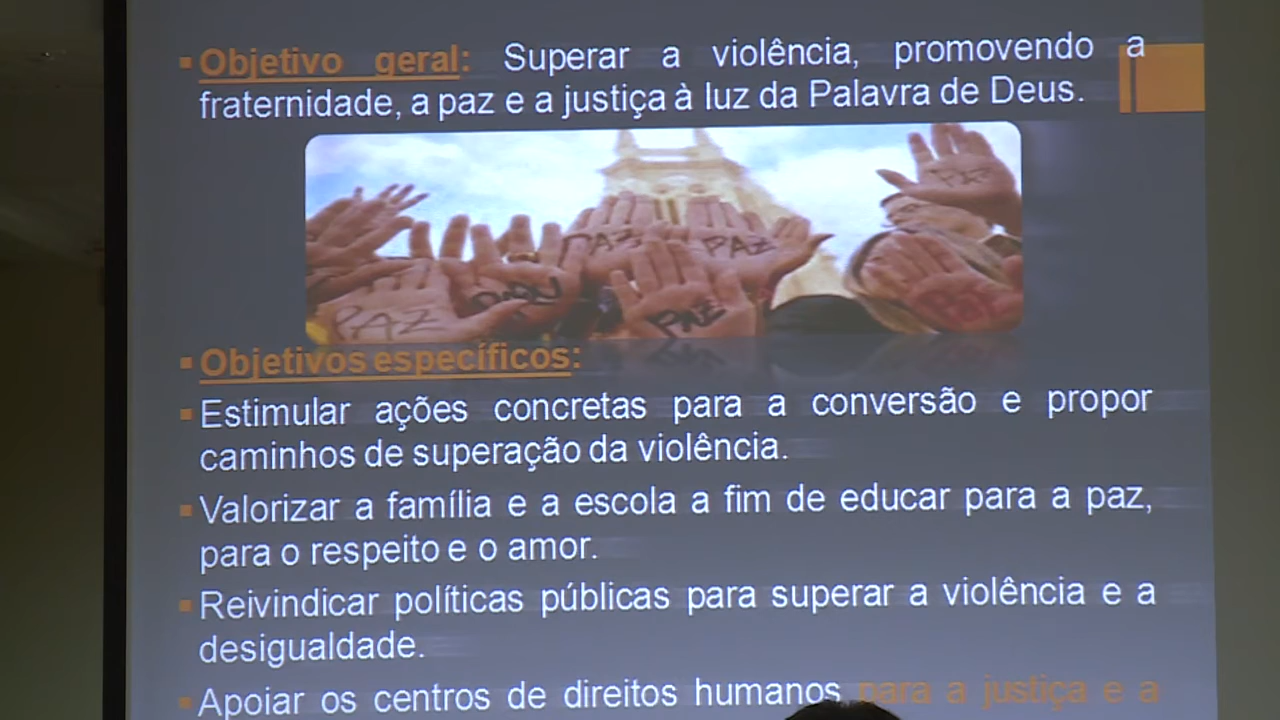 Objetivo geral: Superar a violência, promovendo a
fraternidade, a paz e a justiça à luz da Palavra de Deus.
PAZ
PAZ
PAZ
PAZ
PAZ
Objetivos específicos:
Estimular ações concretas para a conversão e propor
caminhos de superação da violência.
Valorizar a família e a escola a fim de educar para a paz,
para o respeito e o amor.
Reivindicar políticas públicas para superar a violência e a
desigualdade.
Apoiar os centros de direitos humanos para a justiça e a